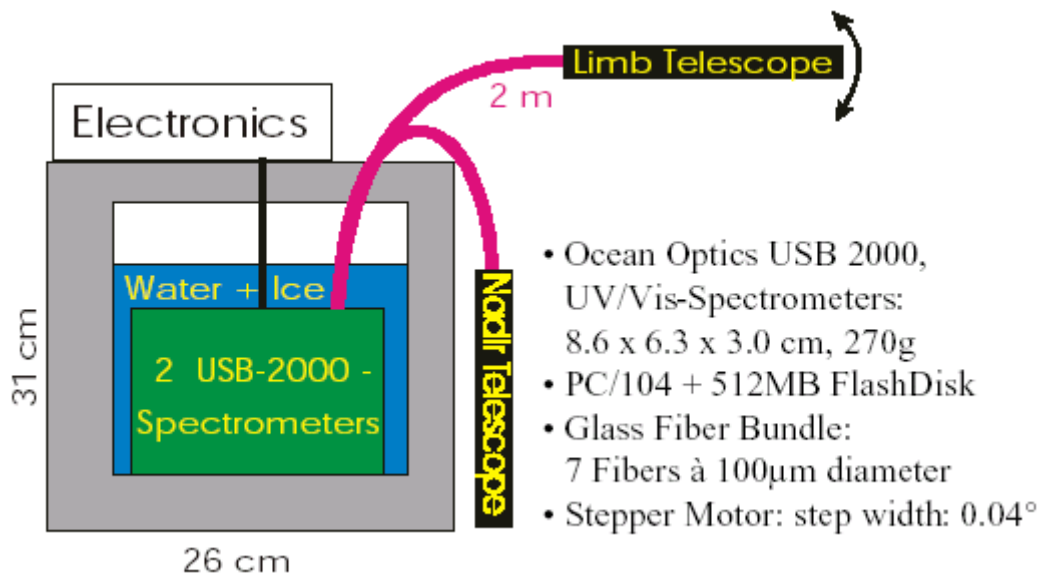 Limb Telescope
2 m
Electronics
Water + Ice
2 USB-2000 -
Spectrometers
Nadir Telescope
31 cm
26 cm
• Ocean Optics USB 2000,
UV/Vis-Spectrometers:
8.6 x 6.3 x 3.0 cm, 270g
• PC/104 + 512MB FlashDisk
• Glass Fiber Bundle:
7 Fibers à 100µm diameter
• Stepper Motor: step width: 0.04°